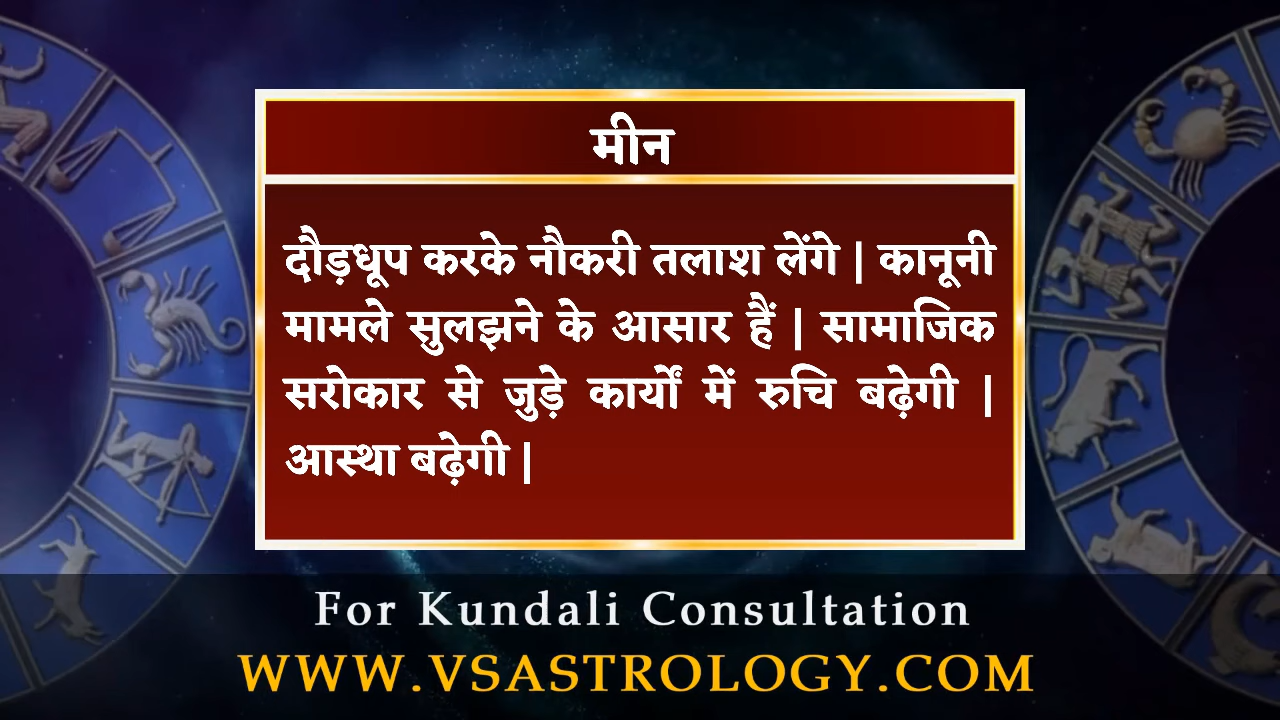 मीन
दौड़धूप करके नौकरी तलाश लेंगे | कानूनी
मामले सुलझने के आसार हैं | सामाजिक
सरोकार से जुड़े कार्यों में रुचि बढ़ेगी |
आस्था बढ़ेगी |
For Kundali Consultation
WWW.VSASTROLOGY.COM